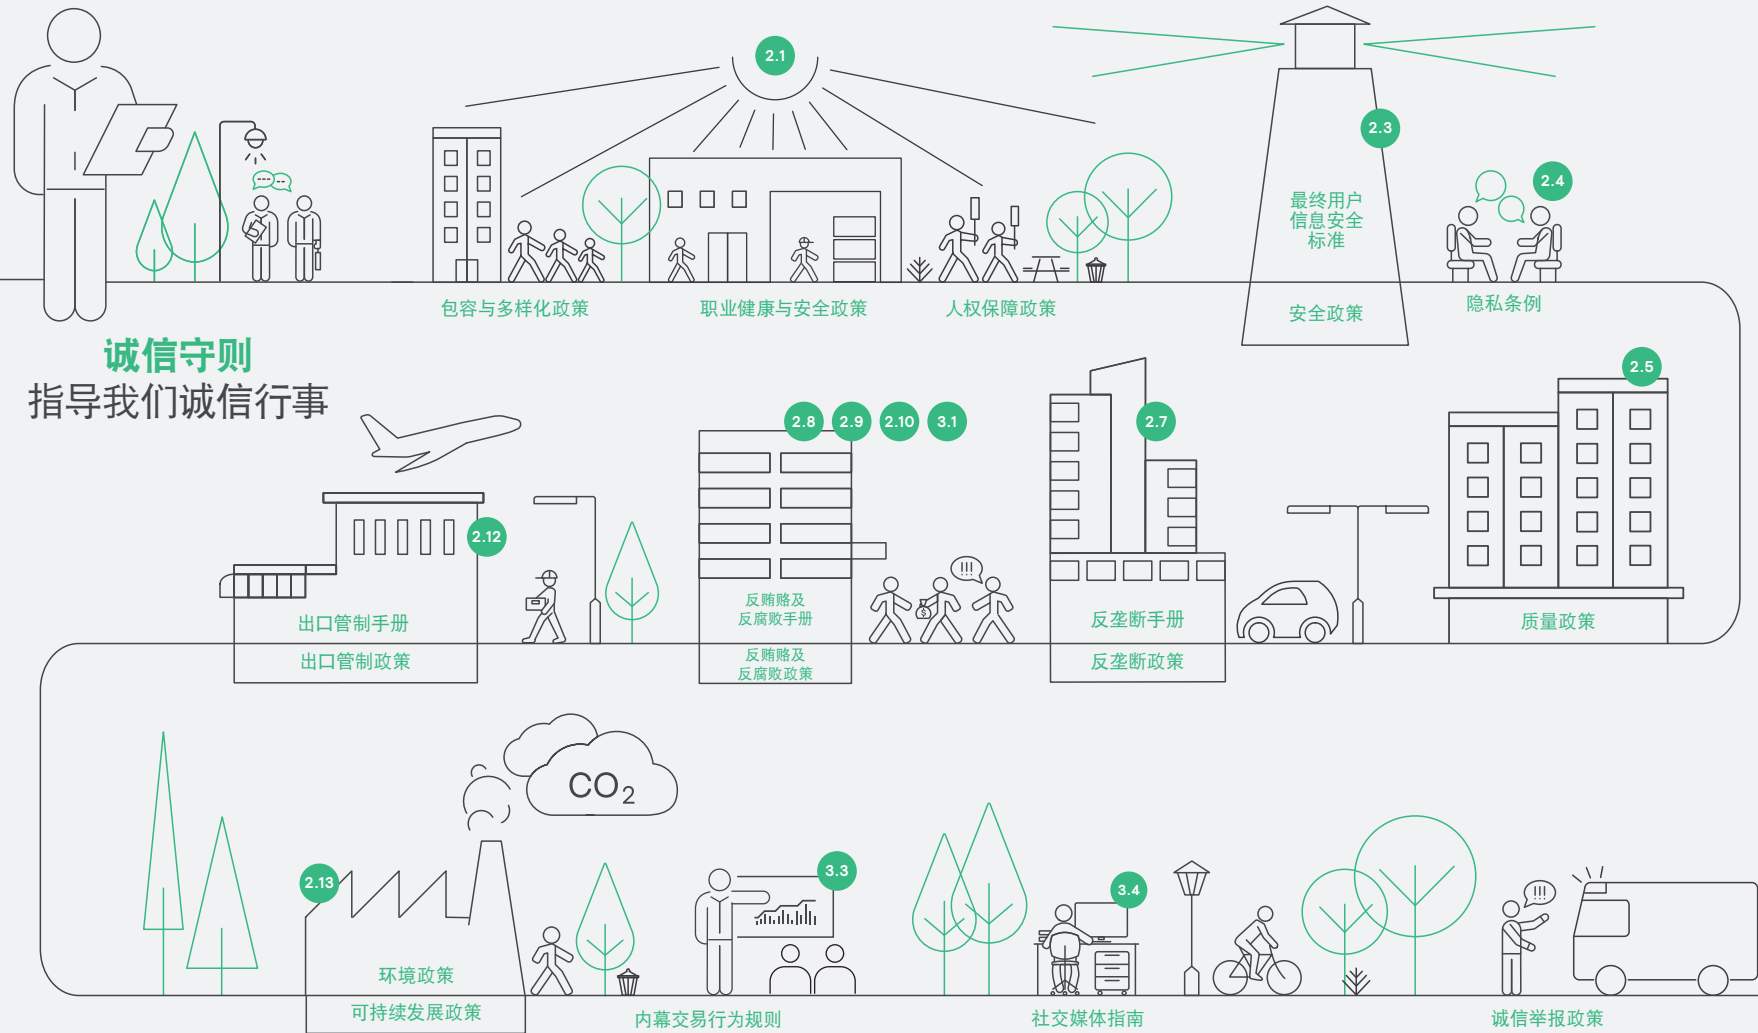 2.1
2.3
最终用户
信息安全
标准
2.4
包容与多样化政策
职业健康与安全政策
人权保障政策
安全政策
隐私条例
诚信守则
指导我们诚信行事
2.5
2.8
2.9
2.10
3.1
2.7
2.12
!!!
$
出口管制手册
出口管制政策
反贿赂及
反腐败手册
反贿赂及
反腐败政策
反垄断手册
反垄断政策
质量政策
CO2
2.13
3.3
3.4
!!!
环境政策
可持续发展政策
内幕交易行为规则
社交媒体指南
诚信举报政策